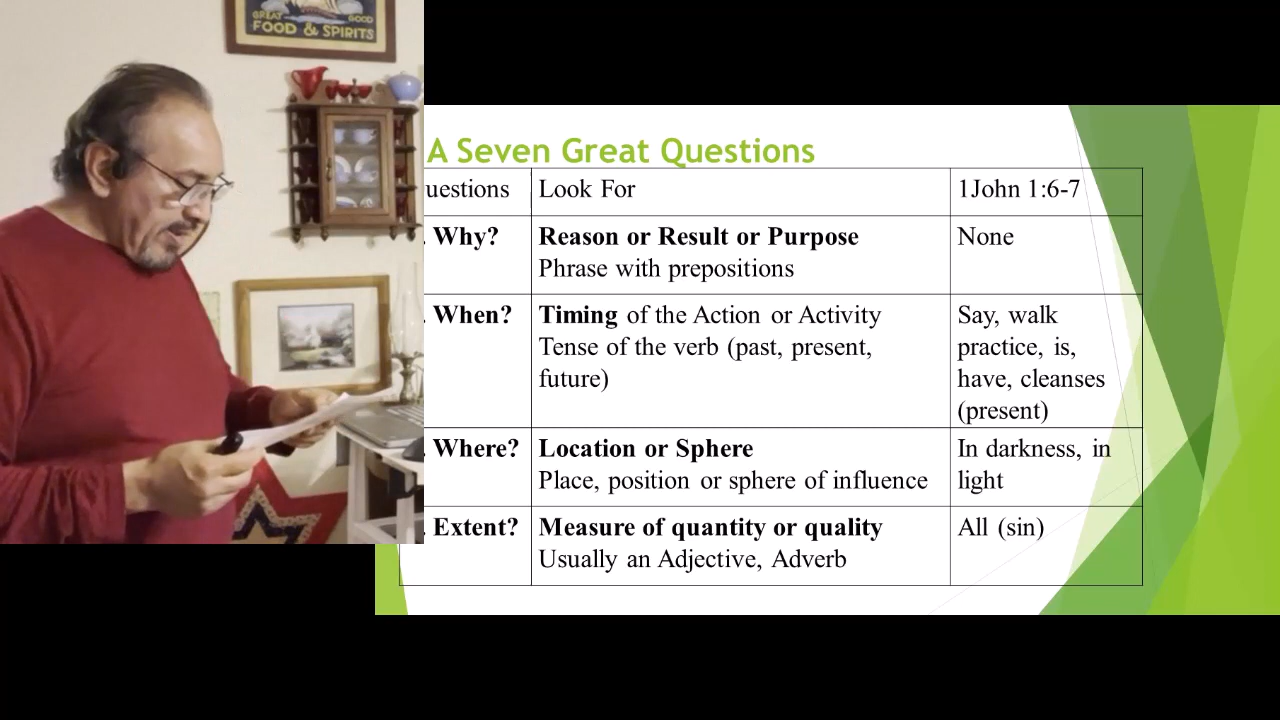 GREAT GOOD
FOOD & SPIRITS
A Seven Great Questions
uestions Look For 1John 1:6-7
. Why? Reason or Result or Purpose None
Phrase with prepositions
. When? Timing of the Action or Activity Say, walk
Tense of the verb (past, present, practice, is,
future) have, cleanses
(present)
. Where? Location or Sphere In darkness, in
Place, position or sphere of influence light
. Extent? Measure of quantity or quality All (sin)
Usually an Adjective, Adverb